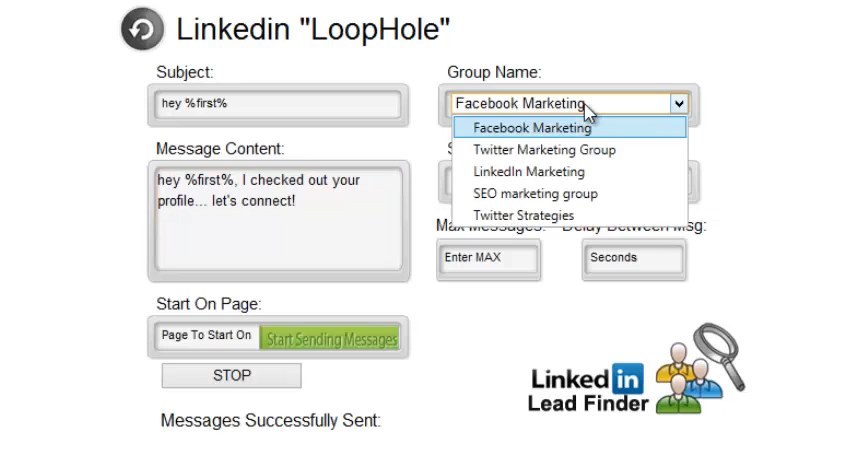 Linkedin "LoopHole"
Subject:
hey %first%
Message Content:
hey %first%, I checked out your
profile... let's connect!
Start On Page:
Page To Start On
Start Sending Messages
STOP
Messages Successfully Sent:
Group Name:
Facebook Marketing
Facebook Marketing
Twitter Marketing Group
LinkedIn Marketing
SEO marketing group
Twitter Strategies
Max Messages:
Delay Between Msg:
Enter MAX
Seconds
Linked in
Lead Finder